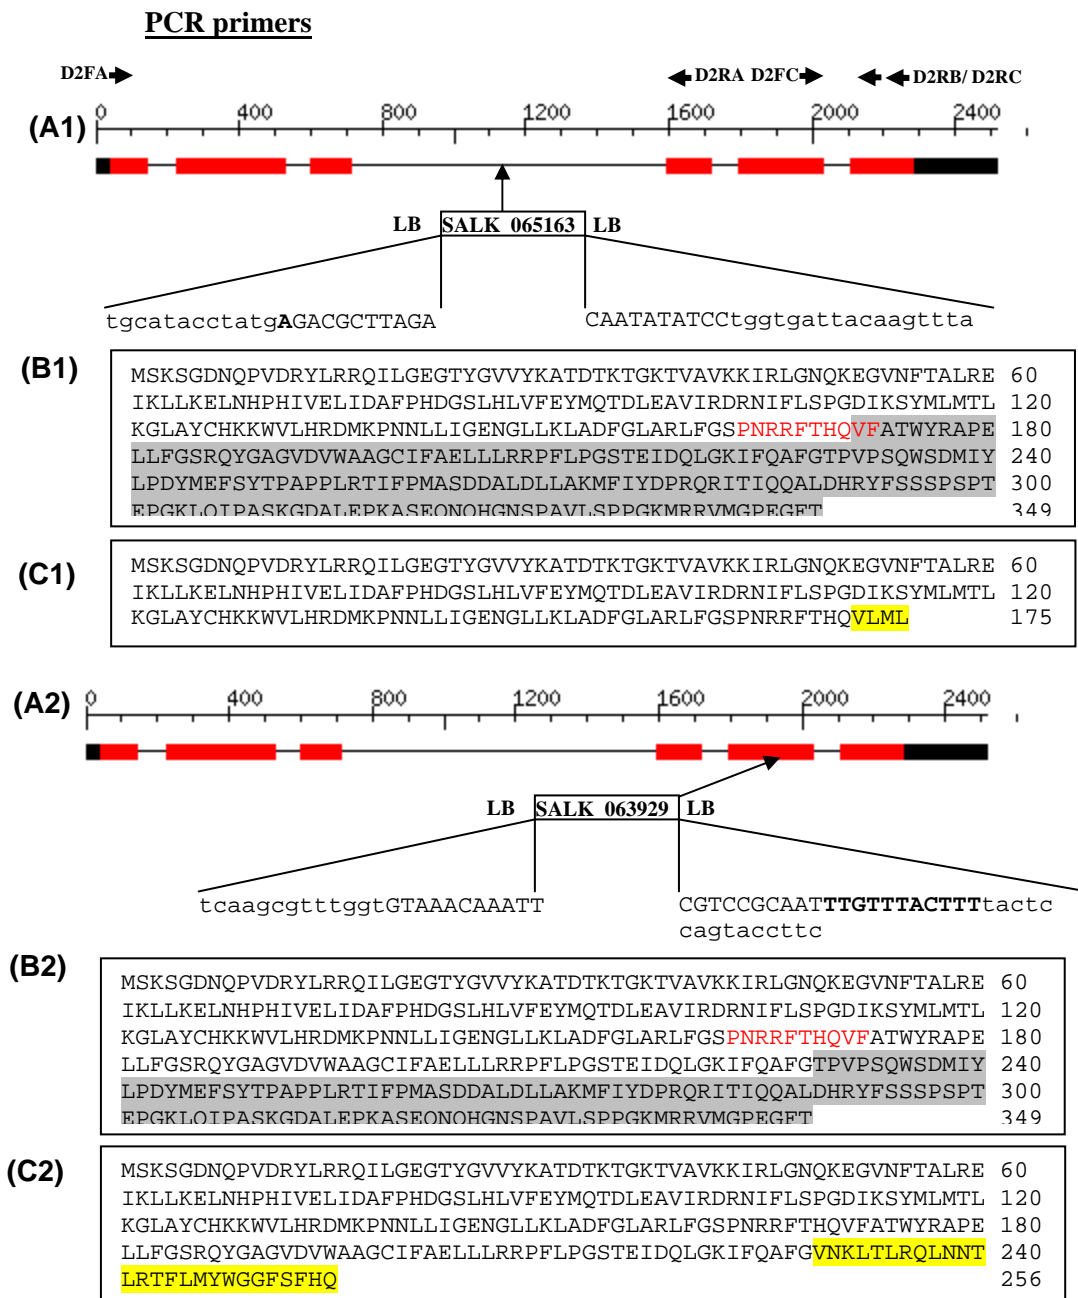 PCR primers
D2FA D2RA D2FC D2RB/ D2RC
(A1) 0 400 800 1200 1600 2000 2400
LB SALK 065163 LB
tgcatacctatgAGACGCTTAGA CAATATATCCtggtgattacaagttta
(B1)
MSKSGDNQPVDRYLRRQILGEGTYGVVYKATDTKTGKTVAVKKIRLGNQKEGVNFTALRE 60
IKLLKELNHPHIVELIDAFPHDGSLHLVFEYMQTDLEAVIRDRNIFLSPGDIKSYMLMTL 120
KGLAYCHKKWVLHRDMKPNNLLIGENGLLKLADFGLARLFGSPNRRFTHQVFATWYRAPE 180
LLFGSRQYGAGVDVWAAGCIFAELLLRRPFLPGSTEIDQLGKIFQAFGTPVPSQWSDMIY 240
LPDYMEFSYTPAPPLRTIFPMASDDALDLLAKMFIYDPRQRITIQQALDHRYFSSSPSPT 300
EPGKLQIPASKGDALEPKASEQNQHGNSPAVLSPPGKMRRVMGPEGFT 349
(C1)
MSKSGDNQPVDRYLRRQILGEGTYGVVYKATDTKTGKTVAVKKIRLGNQKEGVNFTALRE 60
IKLLKELNHPHIVELIDAFPHDGSLHLVFEYMQTDLEAVIRDRNIFLSPGDIKSYMLMTL 120
KGLAYCHKKWVLHRDMKPNNLLIGENGLLKLADFGLARLFGSPNRRFTHQVLML 175
(A2) 0 400 800 1200 1600 2000 2400
LB SALK 063929 LB
tcaagcgtttggtGTAAACAAATT CGTCCGCAATTTGTTTACTTTtactc
cagtaccttc
(B2)
MSKSGDNQPVDRYLRRQILGEGTYGVVYKATDTKTGKTVAVKKIRLGNQKEGVNFTALRE 60
IKLLKELNHPHIVELIDAFPHDGSLHLVFEYMQTDLEAVIRDRNIFLSPGDIKSYMLMTL 120
KGLAYCHKKWVLHRDMKPNNLLIGENGLLKLADFGLARLFGSPNRRFTHQVFATWYRAPE 180
LLFGSRQYGAGVDVWAAGCIFAELLLRRPFLPGSTEIDQLGKIFQAFGTPVPSQWSDMIY 240
LPDYMEFSYTPAPPLRTIFPMASDDALDLLAKMFIYDPRQRITIQQALDHRYFSSSPSPT 300
EPGKLQIPASKGDALEPKASEQNQHGNSPAVLSPPGKMRRVMGPEGFT 349
(C2)
MSKSGDNQPVDRYLRRQILGEGTYGVVYKATDTKTGKTVAVKKIRLGNQKEGVNFTALRE 60
IKLLKELNHPHIVELIDAFPHDGSLHLVFEYMQTDLEAVIRDRNIFLSPGDIKSYMLMTL 120
KGLAYCHKKWVLHRDMKPNNLLIGENGLLKLADFGLARLFGSPNRRFTHQVFATWYRAPE 180
LLFGSRQYGAGVDVWAAGCIFAELLLRRPFLPGSTEIDQLGKIFQAFGVNKLTLRQLNNT 240
LRTFLMYWGGFSFHQ 256